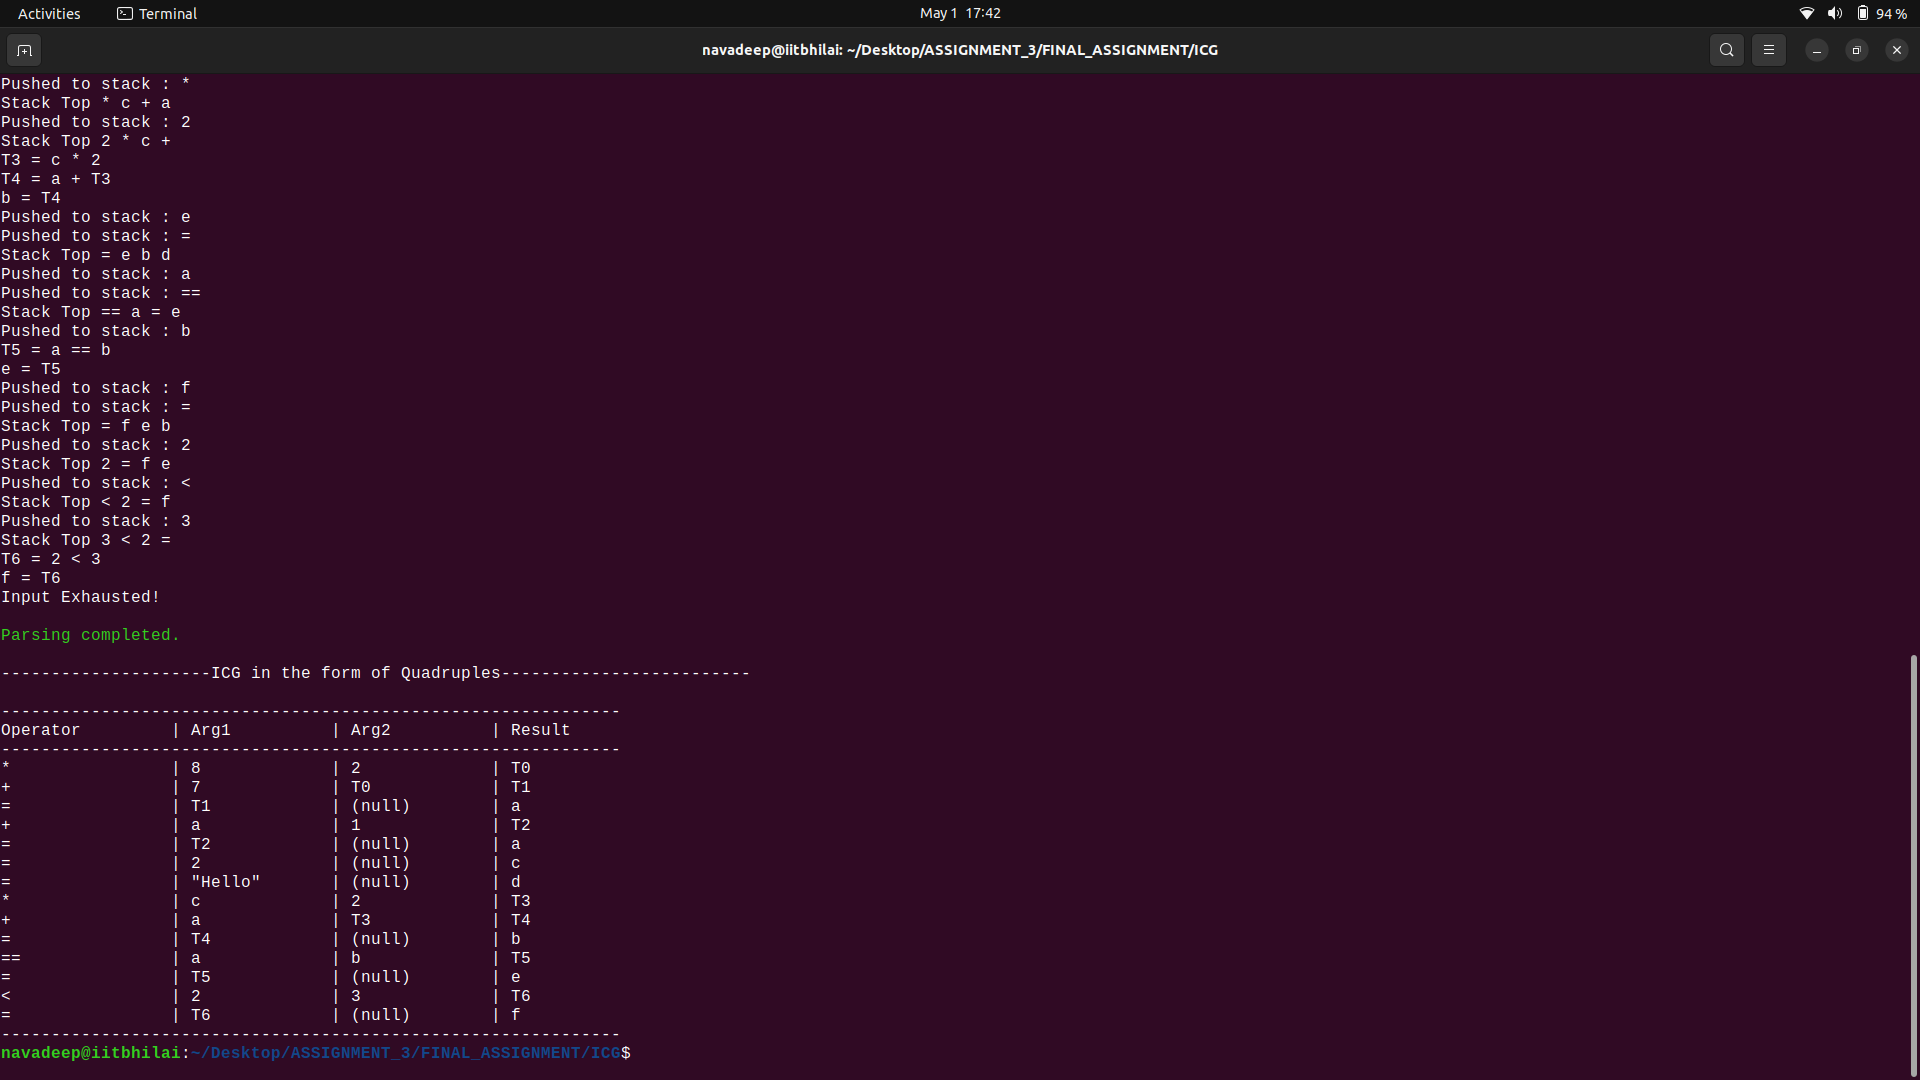 Activities Terminal May 1 17:42 94 %
navadeep@iitbhilai: ~/Desktop/ASSIGNMENT_3/FINAL_ASSIGNMENT/ICG
Pushed to stack : *
Stack Top * c + a
Pushed to stack : 2
Stack Top 2 * c +
T3 = c * 2
T4 = a + T3
b = T4
Pushed to stack : e
Pushed to stack : =
Stack Top = e b d
Pushed to stack : a
Pushed to stack : ==
Stack Top == a = e
Pushed to stack : b
T5 = a == b
e = T5
Pushed to stack : f
Pushed to stack : =
Stack Top = f e b
Pushed to stack : 2
Stack Top 2 = f e
Pushed to stack : <
Stack Top < 2 = f
Pushed to stack : 3
Stack Top 3 < 2 =
T6 = 2 < 3
f = T6
Input Exhausted!
Parsing completed.
---------------------ICG in the form of Quadruples-------------------------
--------------------------------------------------------------
Operator | Arg1 | Arg2 | Result
--------------------------------------------------------------
* | 8 | 2 | T0
+ | 7 | T0 | T1
= | T1 | (null) | a
+ | a | 1 | T2
= | T2 | (null) | a
= | 2 | (null) | c
= | "Hello" | (null) | d
* | c | 2 | T3
+ | a | T3 | T4
= | T4 | (null) | b
== | a | b | T5
= | T5 | (null) | e
< | 2 | 3 | T6
= | T6 | (null) | f
--------------------------------------------------------------
navadeep@iitbhilai:~/Desktop/ASSIGNMENT_3/FINAL_ASSIGNMENT/ICG$